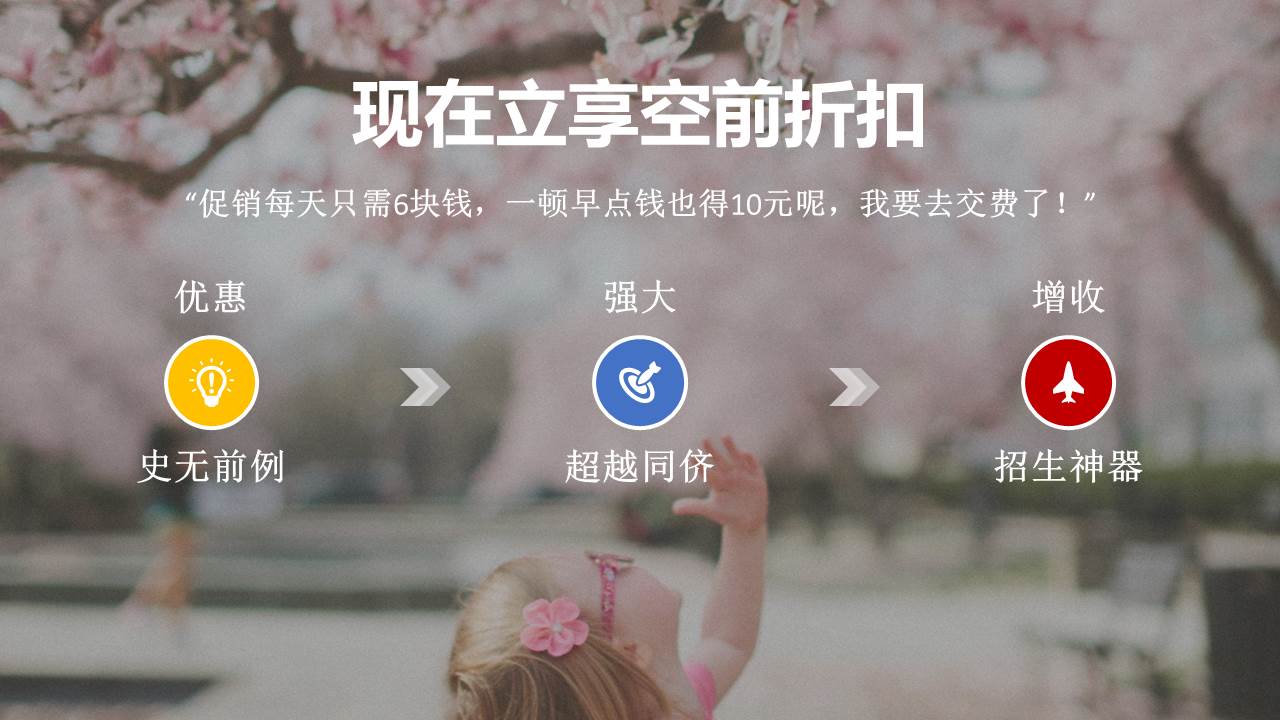 现在立享空前折扣
“促销每天只需6块钱，一顿早点钱也得10元呢，我要去交费了！”
优惠
强大
增收
史无前例
超越同侪
招生神器